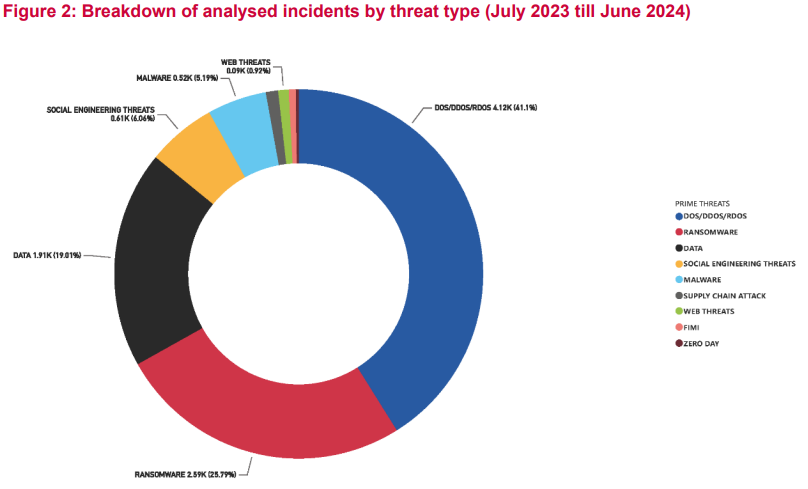 Figure 2: Breakdown of analysed incidents by threat type (July 2023 till June 2024)
WEB THREATS
0.09K (0.92%)
MALWARE 0.52K (5.19%)
SOCIAL ENGINEERING THREATS
0.61K (6.06%)
DOS/DDOS/RDOS 4.12K (41.1%)
DATA 1.91K (19.01%)
RANSOMWARE 2.59K (25.79%)
PRIME THREATS
DOS/DDOS/RDOS
RANSOMWARE
DATA
SOCIAL ENGINEERING THREATS
MALWARE
SUPPLY CHAIN ATTACK
WEB THREATS
FIMI
ZERO DAY